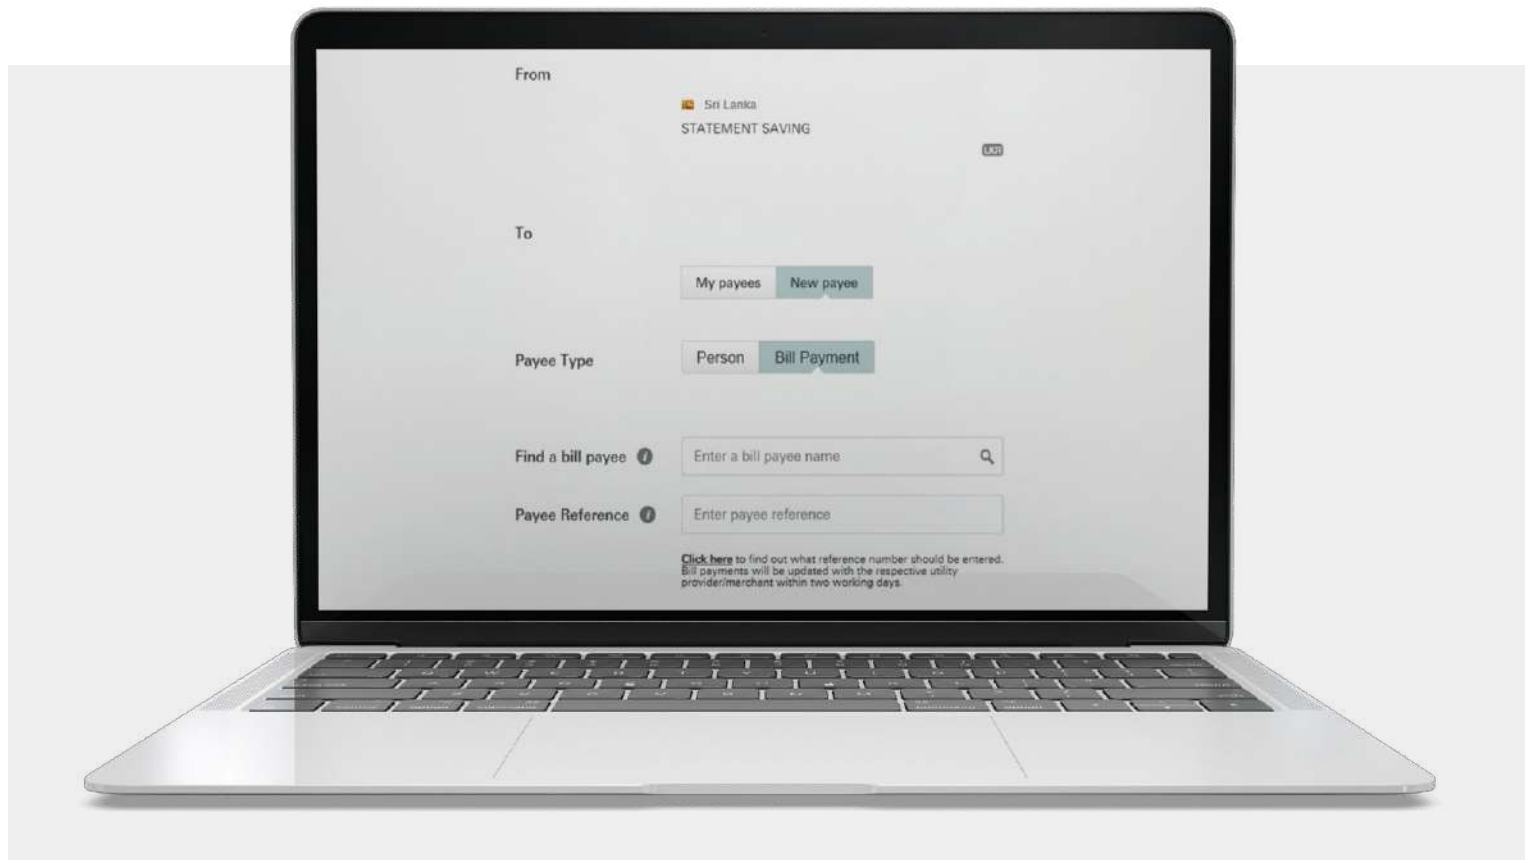 From
Sri Lanka
STATEMENT SAVING
To
My payees New payee
Payee Type Person Bill Payment
Find a bill payee Enter a bill payee name
Payee Reference Enter payee reference
Click here to find out what reference number should be entered.
Bill payments will be updated with the respective utility
provider/merchant within two working days.